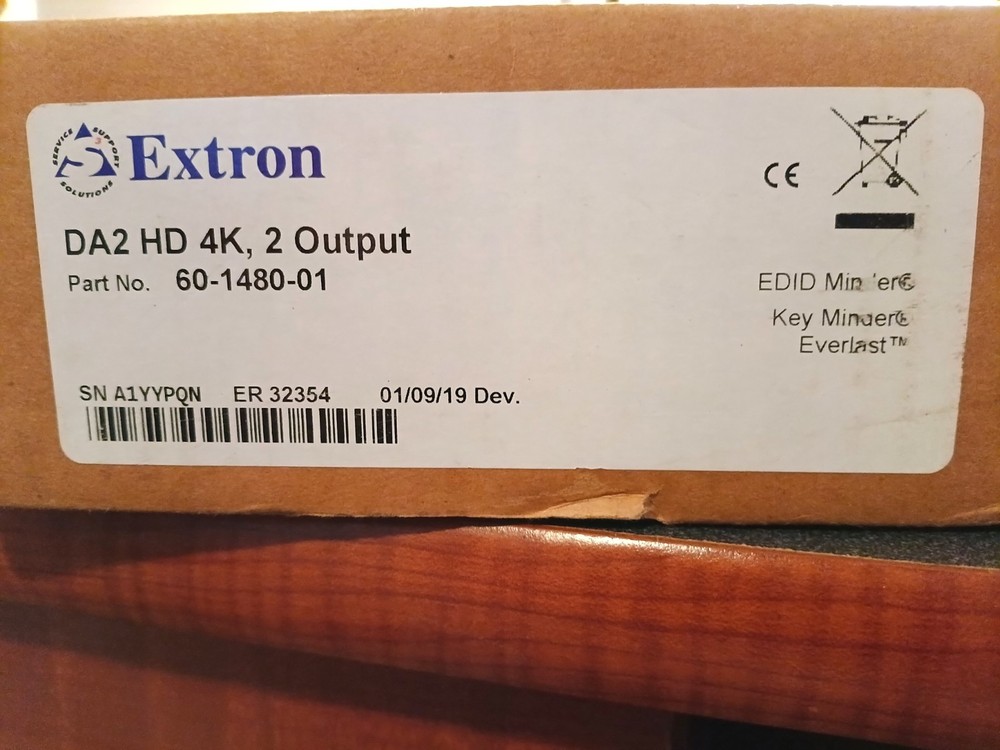 SERVICE SUPPORT SOLUTIONS
S3
Extron
CE
DA2 HD 4K, 2 Output
Part No. 60-1480-01
EDID Minder®
Key Minder®
Everlast™
SN A1YYPQN ER 32354 01/09/19 Dev.